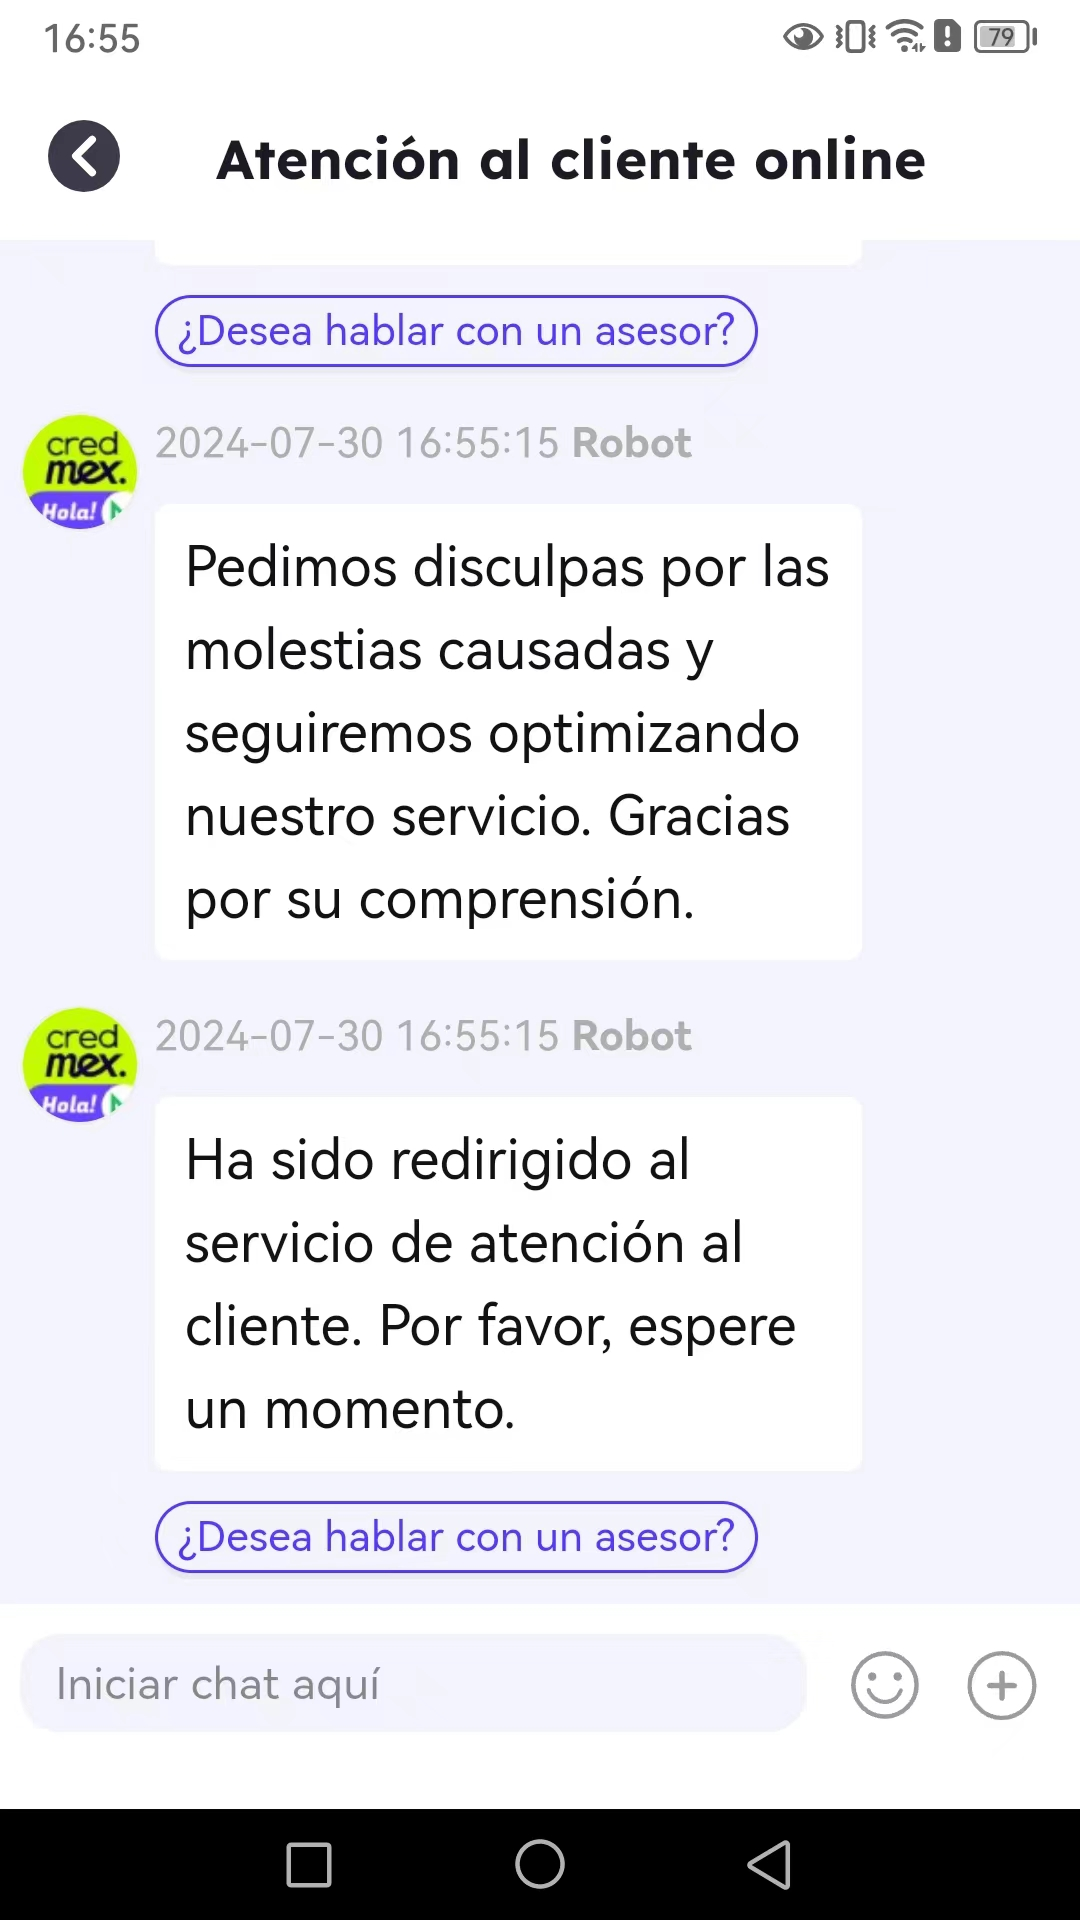 16:55
79
Atención al cliente online
¿Desea hablar con un asesor?
cred
mex.
Hola!
2024-07-30 16:55:15 Robot
Pedimos disculpas por las
molestias causadas y
seguiremos optimizando
nuestro servicio. Gracias
por su comprensión.
cred
mex.
Hola!
2024-07-30 16:55:15 Robot
Ha sido redirigido al
servicio de atención al
cliente. Por favor, espere
un momento.
¿Desea hablar con un asesor?
Iniciar chat aquí